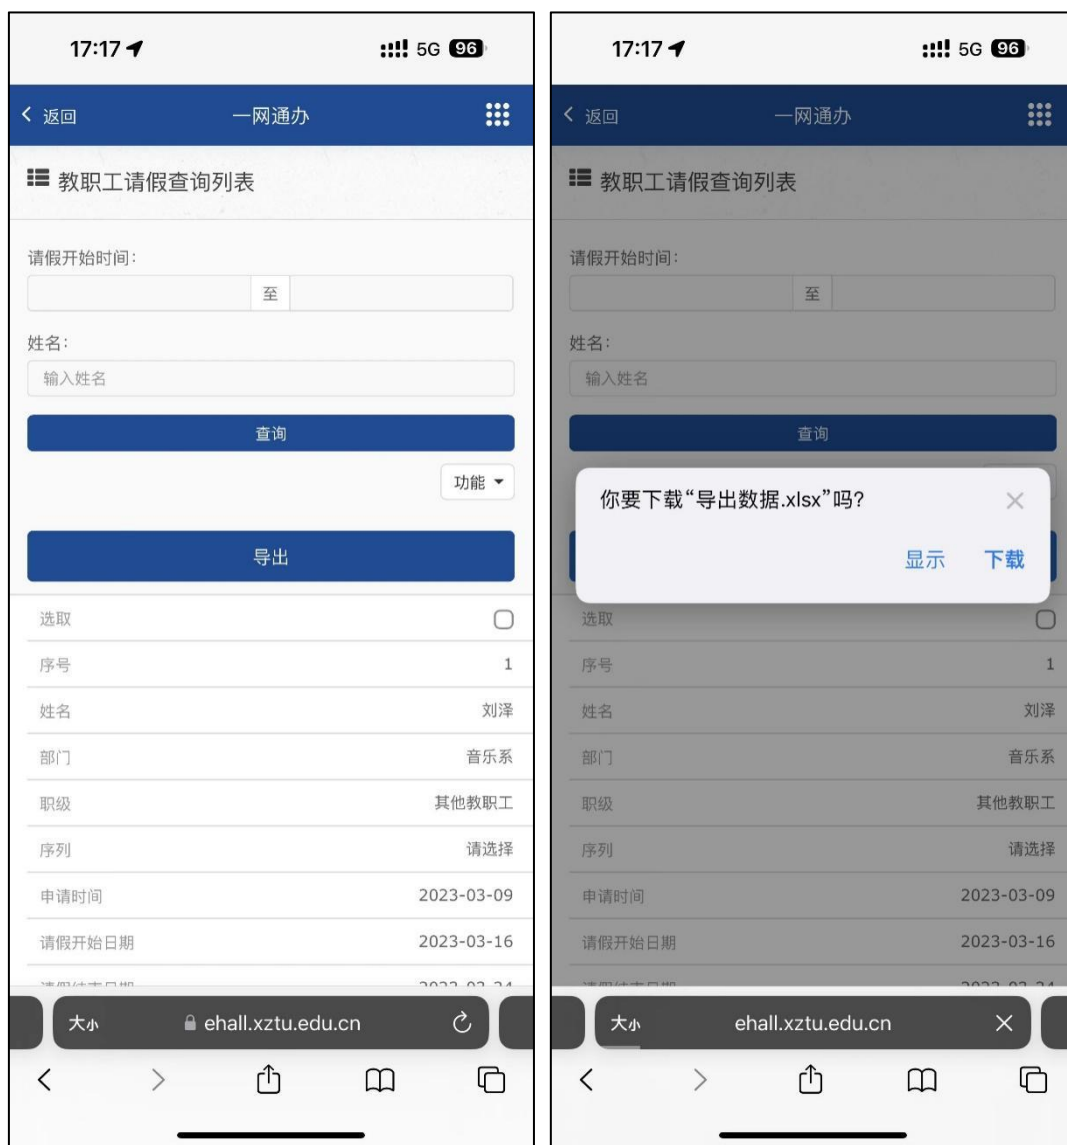 17:17
5G 96
返回 一网通办
教职工请假查询列表
请假开始时间:
至
姓名:
输入姓名
查询
功能
导出
选取
序号 1
姓名 刘泽
部门 音乐系
职级 其他教职工
序列 请选择
申请时间 2023-03-09
请假开始日期 2023-03-16
大小 ehall.xztu.edu.cn
17:17
5G 96
返回 一网通办
教职工请假查询列表
请假开始时间:
至
姓名:
输入姓名
查询
你要下载“导出数据.xlsx”吗?
显示 下载
选取
序号 1
姓名 刘泽
部门 音乐系
职级 其他教职工
序列 请选择
申请时间 2023-03-09
请假开始日期 2023-03-16
大小 ehall.xztu.edu.cn